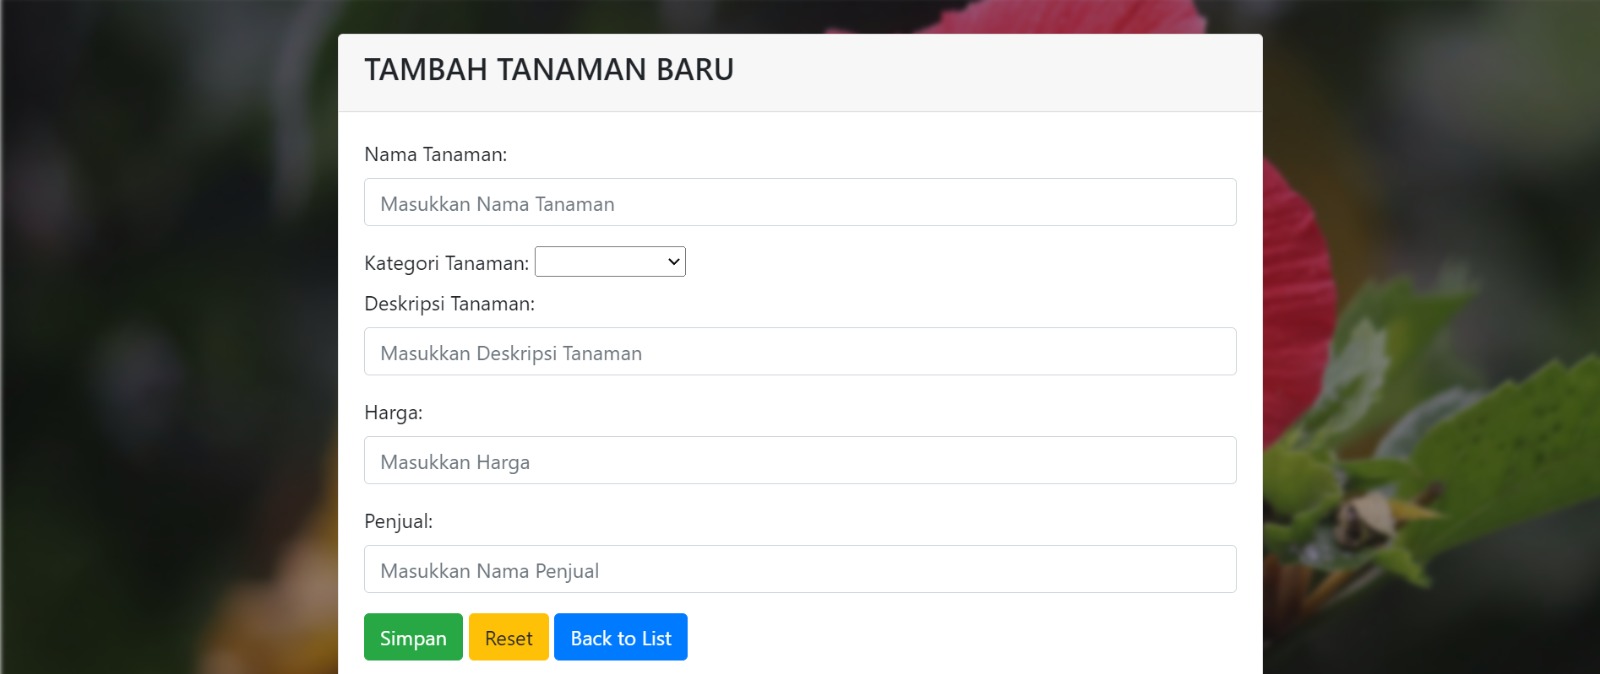 TAMBAH TANAMAN BARU
Nama Tanaman:
Masukkan Nama Tanaman
Kategori Tanaman:
Deskripsi Tanaman:
Masukkan Deskripsi Tanaman
Harga:
Masukkan Harga
Penjual:
Masukkan Nama Penjual
Simpan Reset Back to List